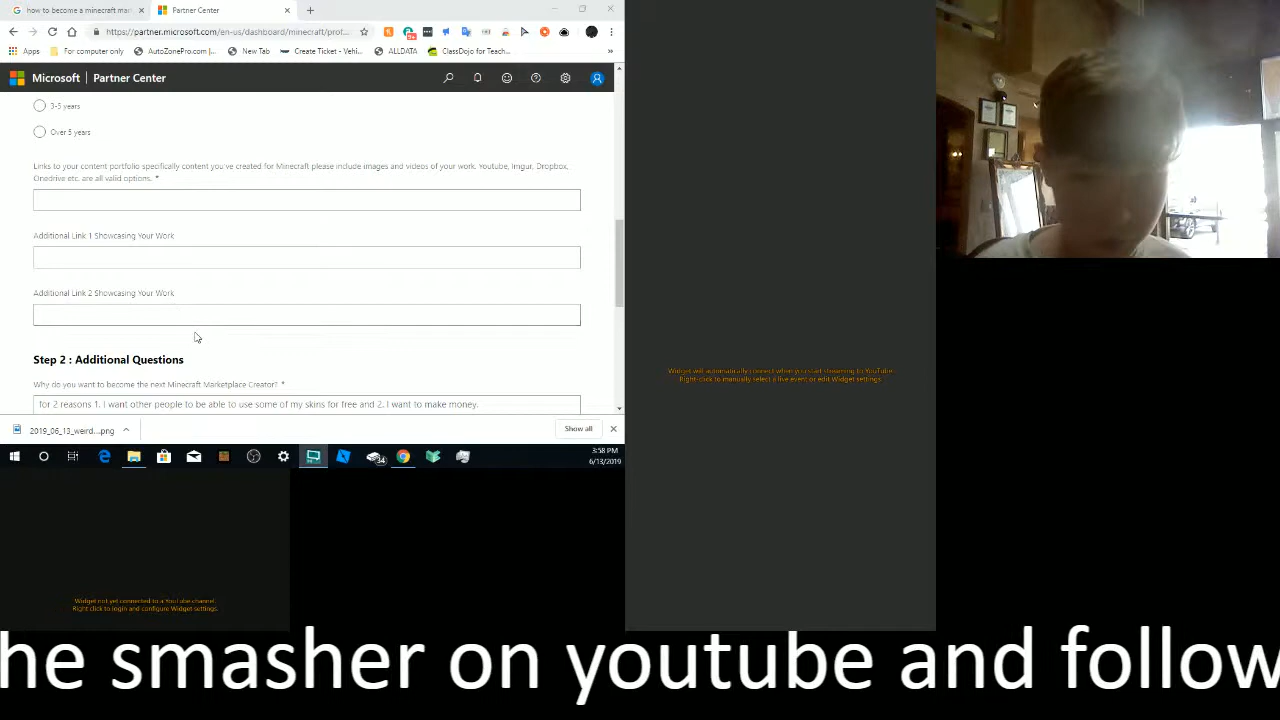 how to become a minecraft mar
Partner Center
https://partner.microsoft.com/en-us/dashboard/minecraft/prof...
Apps
For computer only
AutoZonePro.com |...
New Tab
Create Ticket - Vehi...
ALLDATA
ClassDojo for Teach...
Microsoft | Partner Center
3-5 years
Over 5 years
Links to your content portfolio specifically content you've created for Minecraft please include images and videos of your work. Youtube, Imgur, Dropbox,
Onedrive etc. are all valid options. *
Additional Link 1 Showcasing Your Work
Additional Link 2 Showcasing Your Work
Step 2 : Additional Questions
Why do you want to become the next Minecraft Marketplace Creator? *
for 2 reasons 1. I want other people to be able to use some of my skins for free and 2. I want to make money.
2019_06_13_weird....png
Show all
34
3:58 PM
6/13/2019
Widget will automatically connect when you start streaming to YouTube.
Right-click to manually select a live event or edit Widget settings.
Widget not yet connected to a YouTube channel.
Right click to login and configure Widget settings.
he smasher on youtube and follow